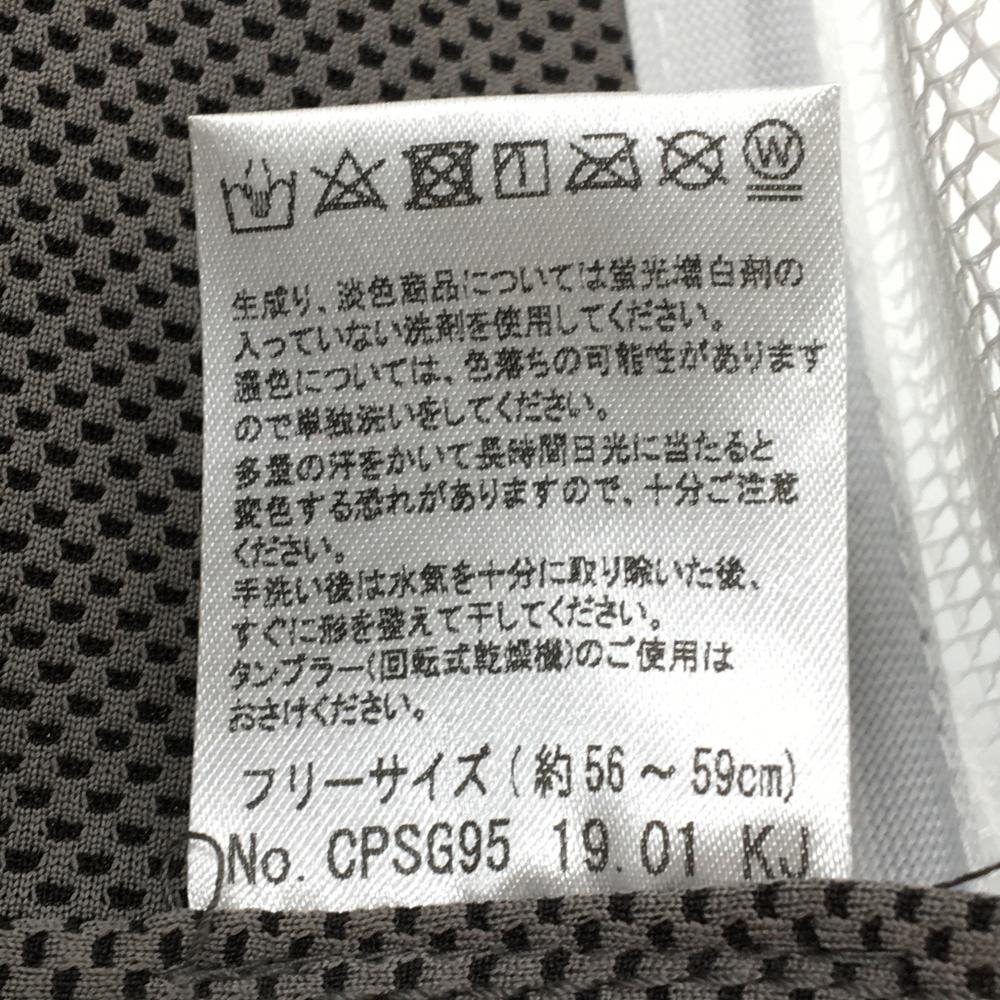 W
生成り、淡色商品については蛍光増白剤の
入っていない洗剤を使用してください。
濃色については、色落ちの可能性があります
ので単独洗いをしてください。
多量の汗をかいて長時間日光に当たると
変色する恐れがありますので、十分ご注意
ください。
手洗い後は水気を十分に取り除いた後、
すぐに形を整えて干してください。
タンブラー(回転式乾燥機)のご使用は
おさけください。
フリーサイズ(約56～59cm)
No. CPSG95 19.01 KJ